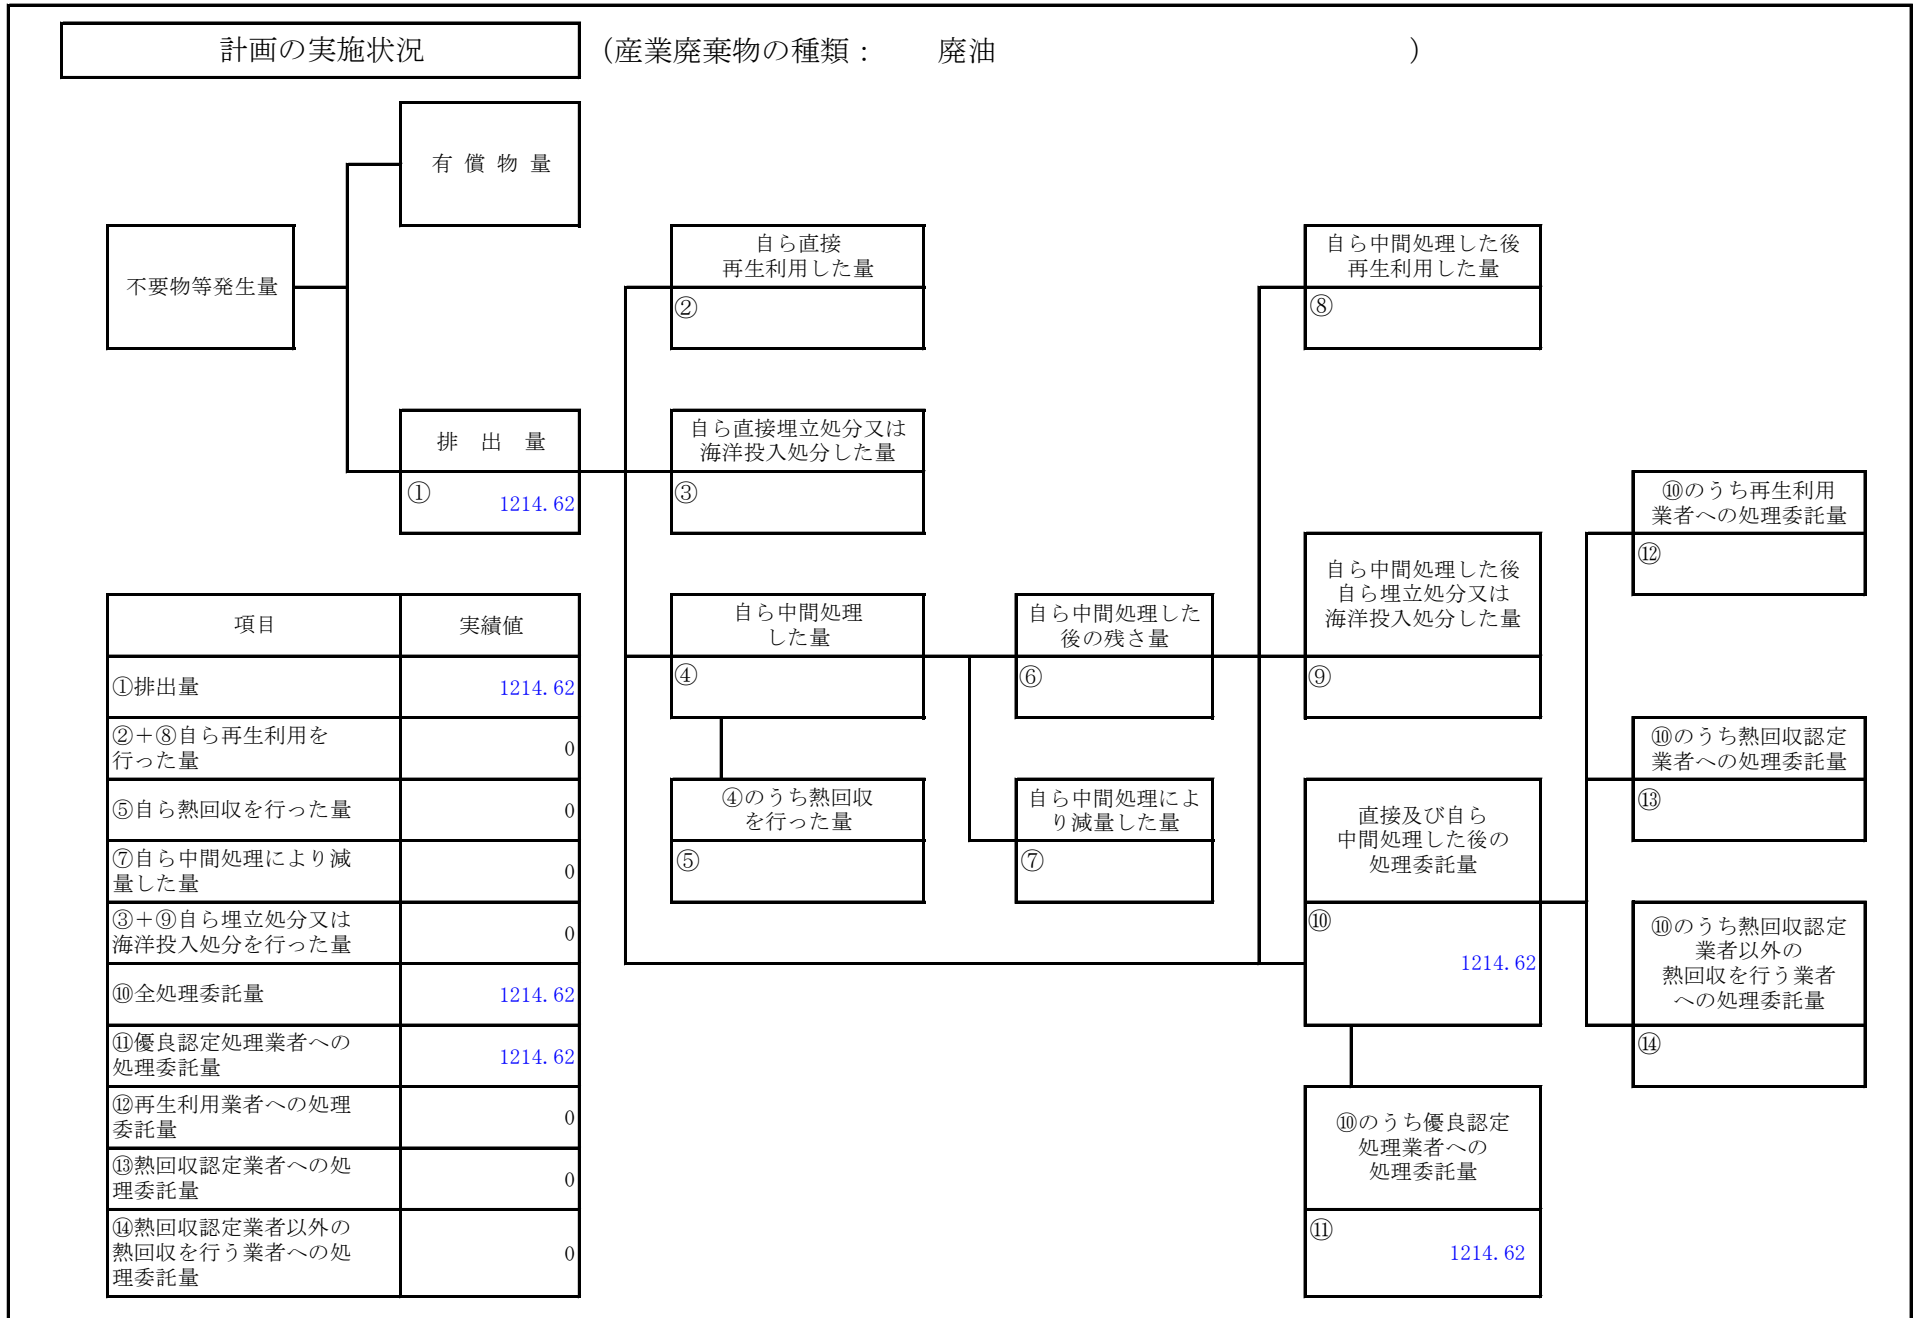 計画の実施状況
(産業廃棄物の種類： 廃油 )
有償物量
不要物等発生量
自ら直接
再生利用した量
②
自ら中間処理した後
再生利用した量
⑧
排出量
① 1214.62
自ら直接埋立処分又は
海洋投入処分した量
③
⑩のうち再生利用
業者への処理委託量
⑫
自ら中間処理した後
自ら埋立処分又は
海洋投入処分した量
⑨
自ら中間処理
した量
④
自ら中間処理した
後の残さ量
⑥
④のうち熱回収
を行った量
⑤
自ら中間処理によ
り減量した量
⑦
⑩のうち熱回収認定
業者への処理委託量
⑬
直接及び自ら
中間処理した後の
処理委託量
⑩
1214.62
⑩のうち熱回収認定
業者以外の
熱回収を行う業者
への処理委託量
⑭
⑩のうち優良認定
処理業者への
処理委託量
⑪
1214.62
項目 実績値
①排出量 1214.62
②＋⑧自ら再生利用を
行った量 0
⑤自ら熱回収を行った量 0
⑦自ら中間処理により減
量した量 0
③＋⑨自ら埋立処分又は
海洋投入処分を行った量 0
⑩全処理委託量 1214.62
⑪優良認定処理業者への
処理委託量 1214.62
⑫再生利用業者への処理
委託量 0
⑬熱回収認定業者への処
理委託量 0
⑭熱回収認定業者以外の
熱回収を行う業者への処
理委託量 0